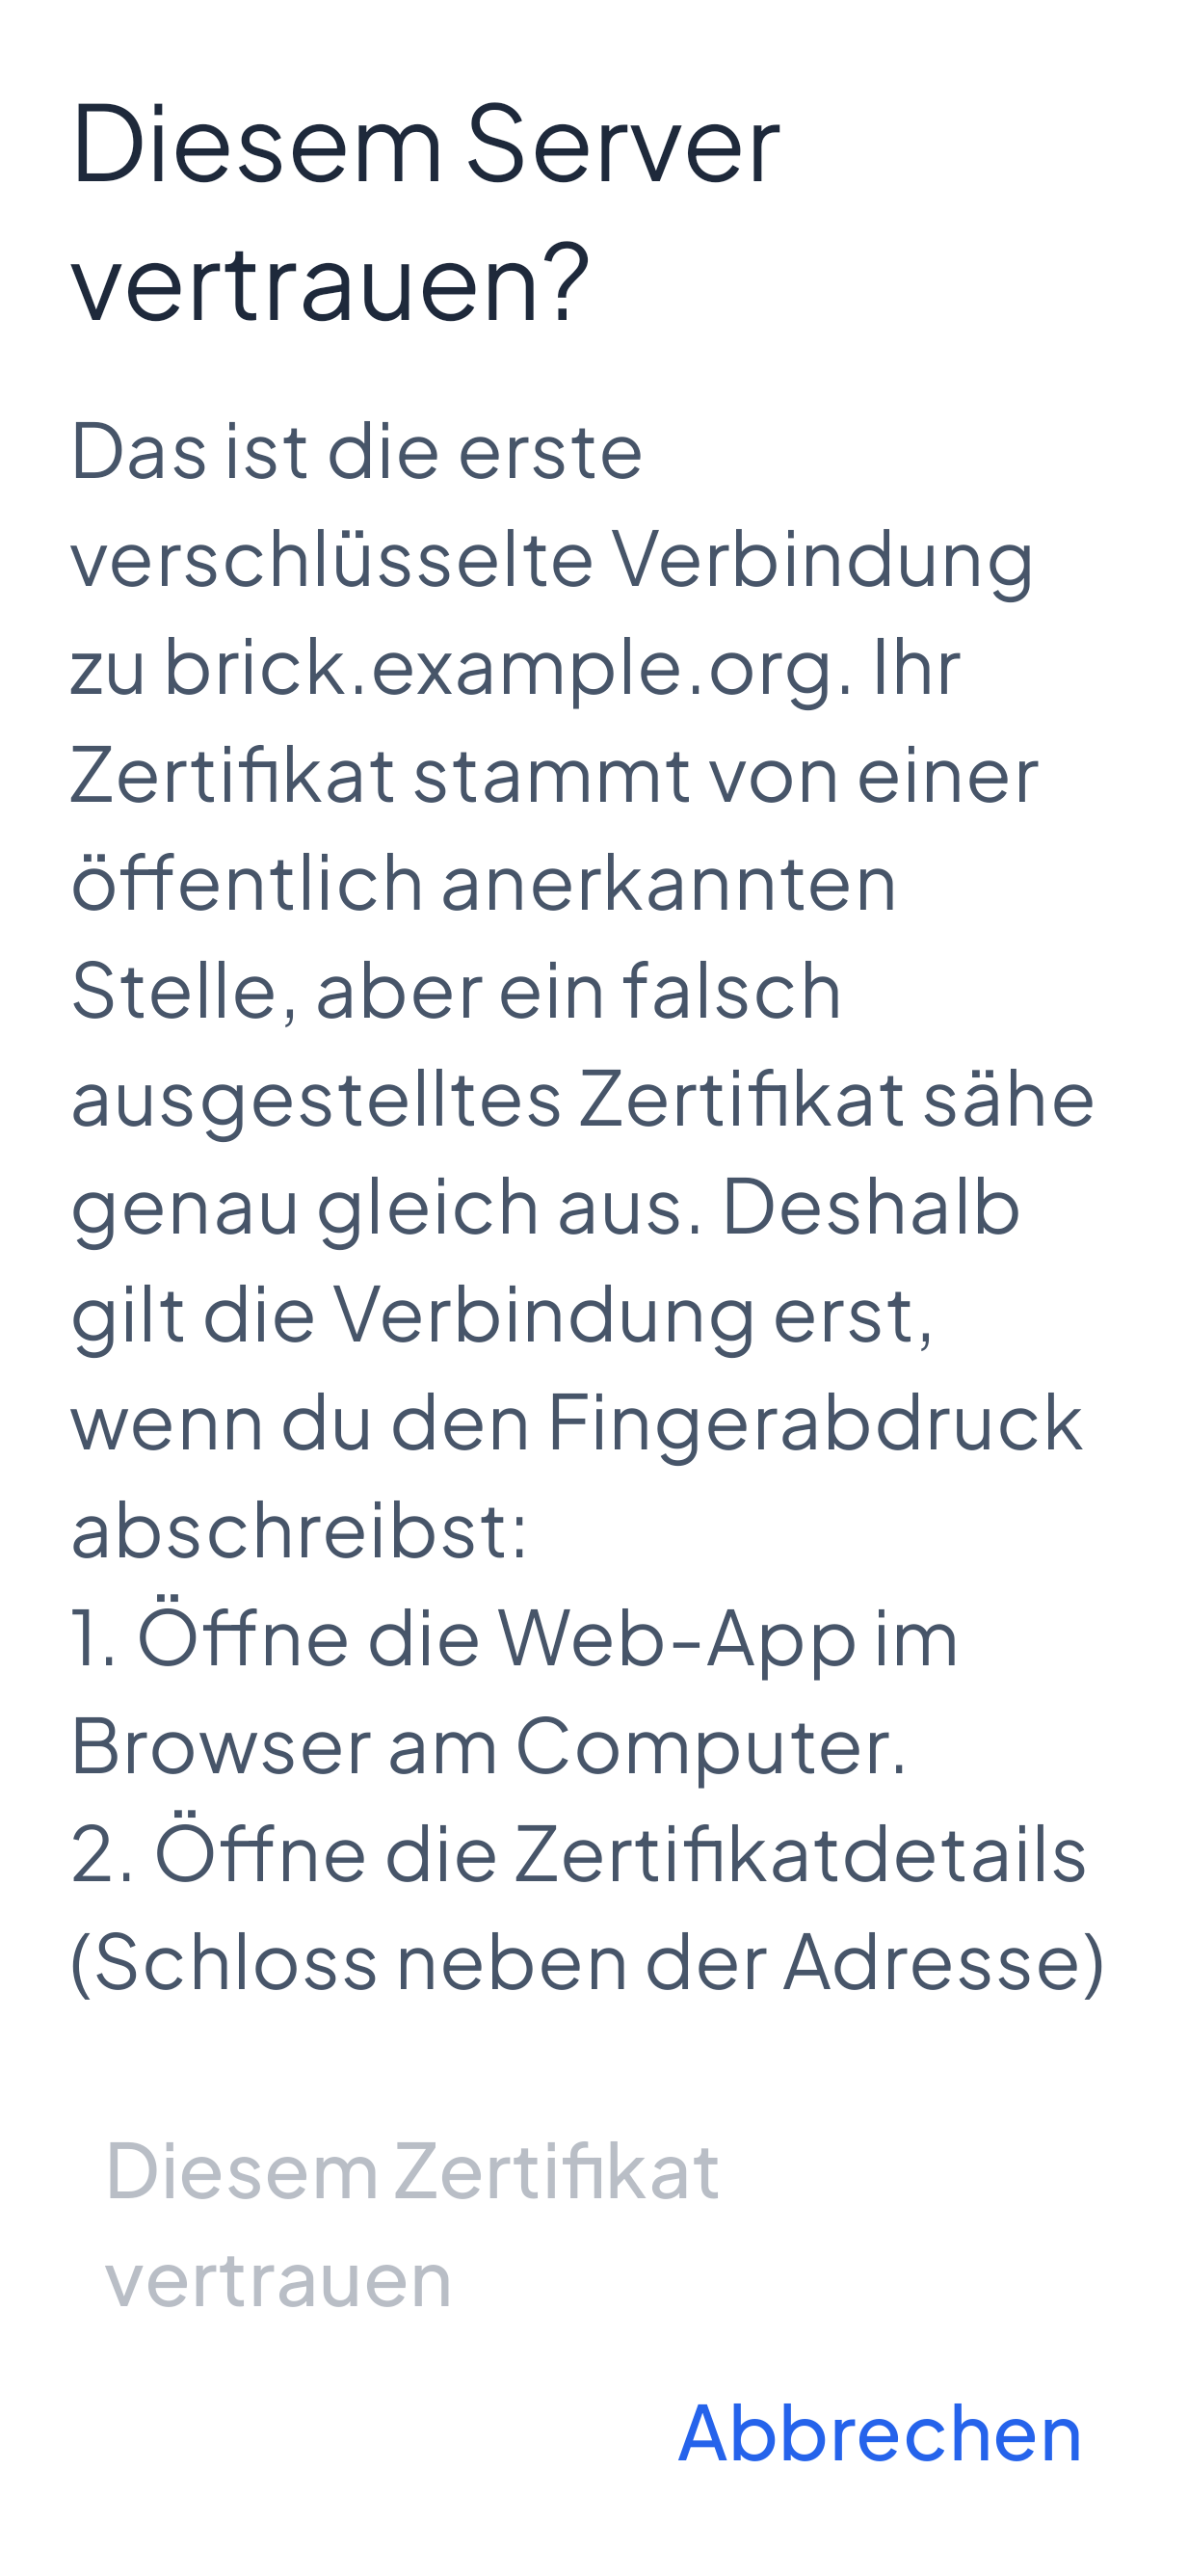 Diesem Server
vertrauen?
Das ist die erste
verschlüsselte Verbindung
zu brick.example.org. Ihr
Zertifikat stammt von einer
öffentlich anerkannten
Stelle, aber ein falsch
ausgestelltes Zertifikat sähe
genau gleich aus. Deshalb
gilt die Verbindung erst,
wenn du den Fingerabdruck
abschreibst:
1. Öffne die Web-App im
Browser am Computer.
2. Öffne die Zertifikatdetails
(Schloss neben der Adresse)
Diesem Zertifikat
vertrauen
Abbrechen